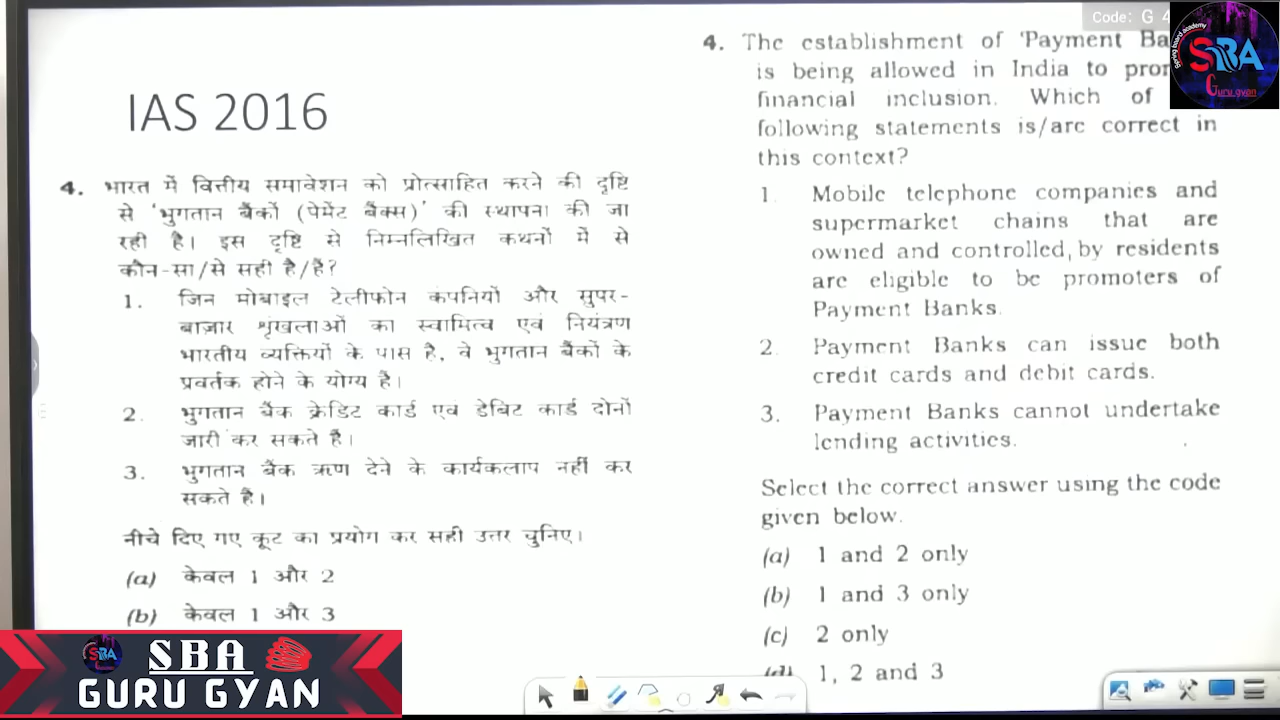 Code: G 4
IAS 2016
4. भारत में वित्तीय समावेशन को प्रोत्साहित करने की दृष्टि
से 'भुगतान बैंकों (पेमेंट बैंक्स)' की स्थापना की जा
रही है। इस दृष्टि से निम्नलिखित कथनों में से
कौन-सा/से सही है/हैं?
1. जिन मोबाइल टेलीफोन कंपनियों और सुपर-
बाज़ार शृंखलाओं का स्वामित्व एवं नियंत्रण
भारतीय व्यक्तियों के पास है, वे भुगतान बैंकों के
प्रवर्तक होने के योग्य हैं।
2. भुगतान बैंक क्रेडिट कार्ड एवं डेबिट कार्ड दोनों
जारी कर सकते हैं।
3. भुगतान बैंक ऋण देने के कार्यकलाप नहीं कर
सकते हैं।
नीचे दिए गए कूट का प्रयोग कर सही उत्तर चुनिए।
(a) केवल 1 और 2
(b) केवल 1 और 3
4. The establishment of 'Payment
is being allowed in India to
financial inclusion. Which of
following statements is/are correct in
this context?
1. Mobile telephone companies and
supermarket chains that are
owned and controlled by residents
are eligible to be promoters of
Payment Banks.
2. Payment Banks can issue both
credit cards and debit cards.
3. Payment Banks cannot undertake
lending activities.
Select the correct answer using the code
given below.
(a) 1 and 2 only
(b) 1 and 3 only
(c) 2 only
(d) 1, 2 and 3
SBA
Guru gyan
SBA
SBA
GURU GYAN